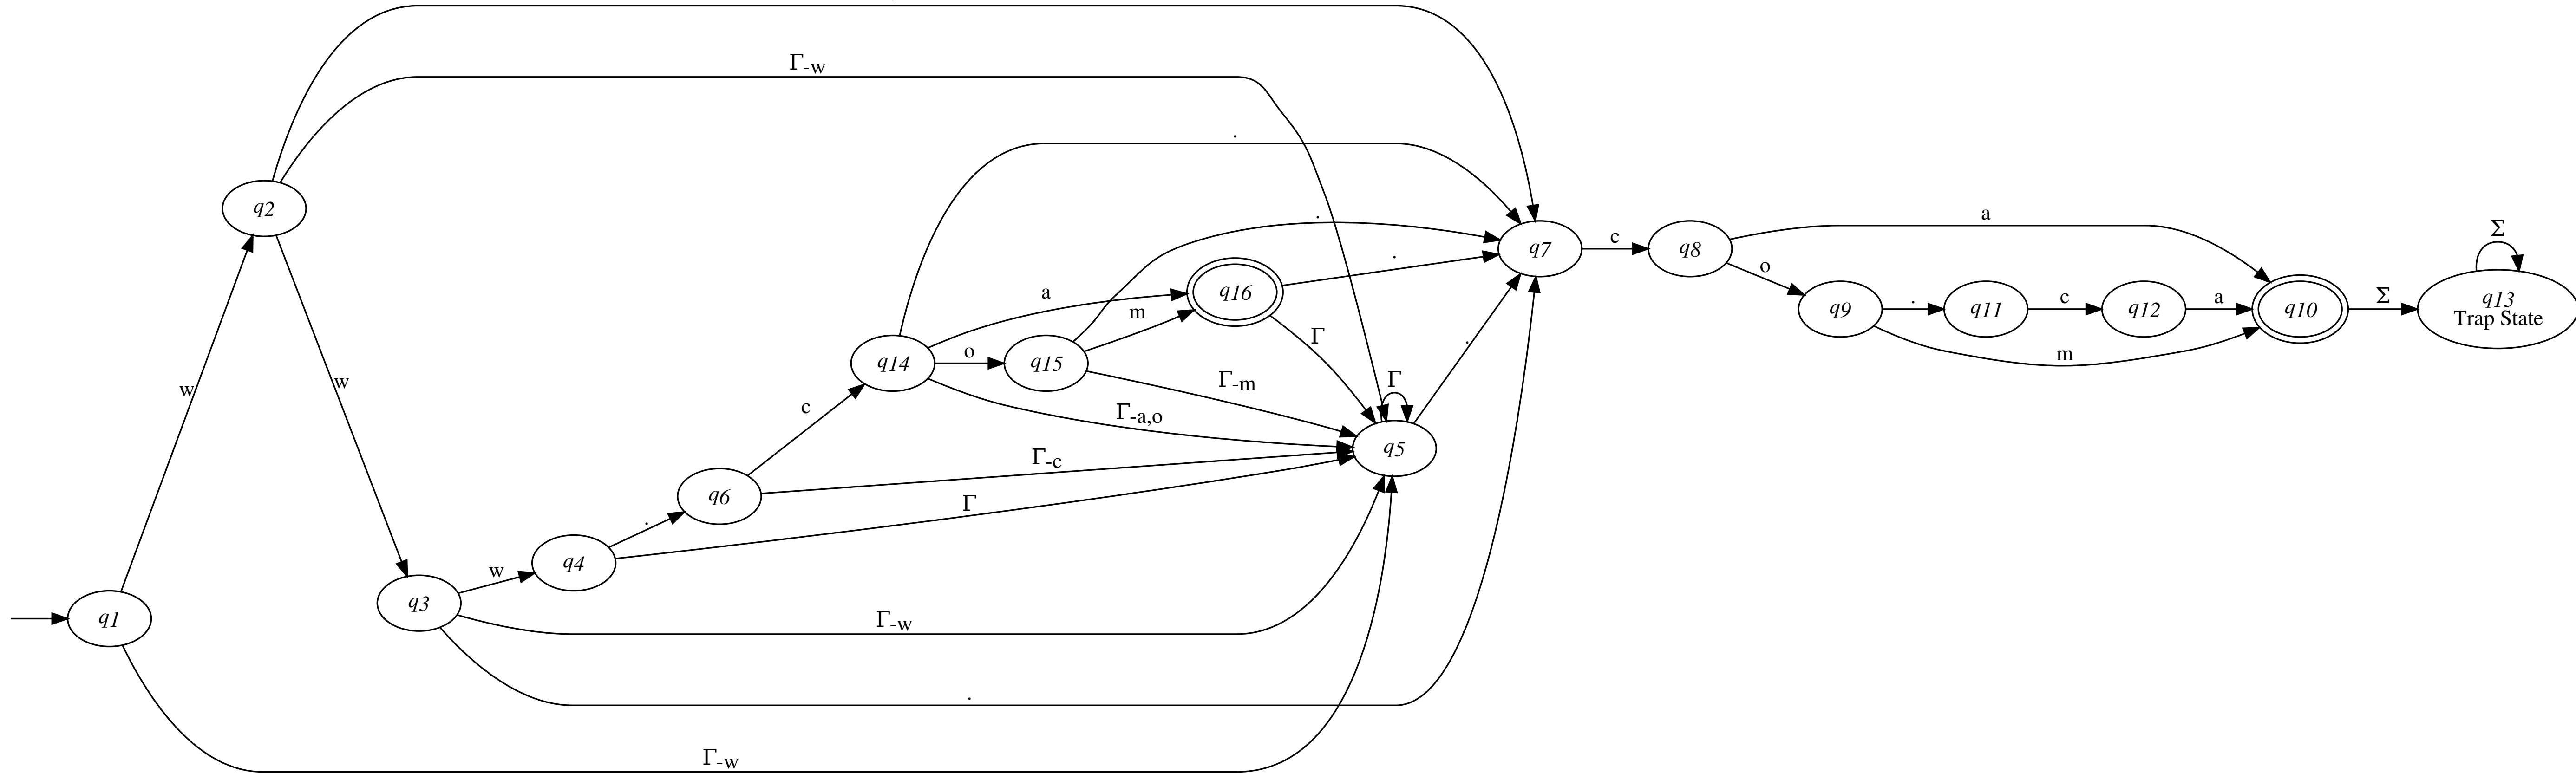 .
Γ-w
.
q2
a
Σ
.
q7
c
q8
.
o
q13
Trap State
a
q16
q9
.
q11
c
q12
a
q10
Σ
m
Γ
m
w
w
q14
o
q15
Γ-m
Γ
.
c
Γ-a,o
q5
Γ-c
q6
Γ
.
q4
w
q3
q1
Γ-w
.
Γ-w